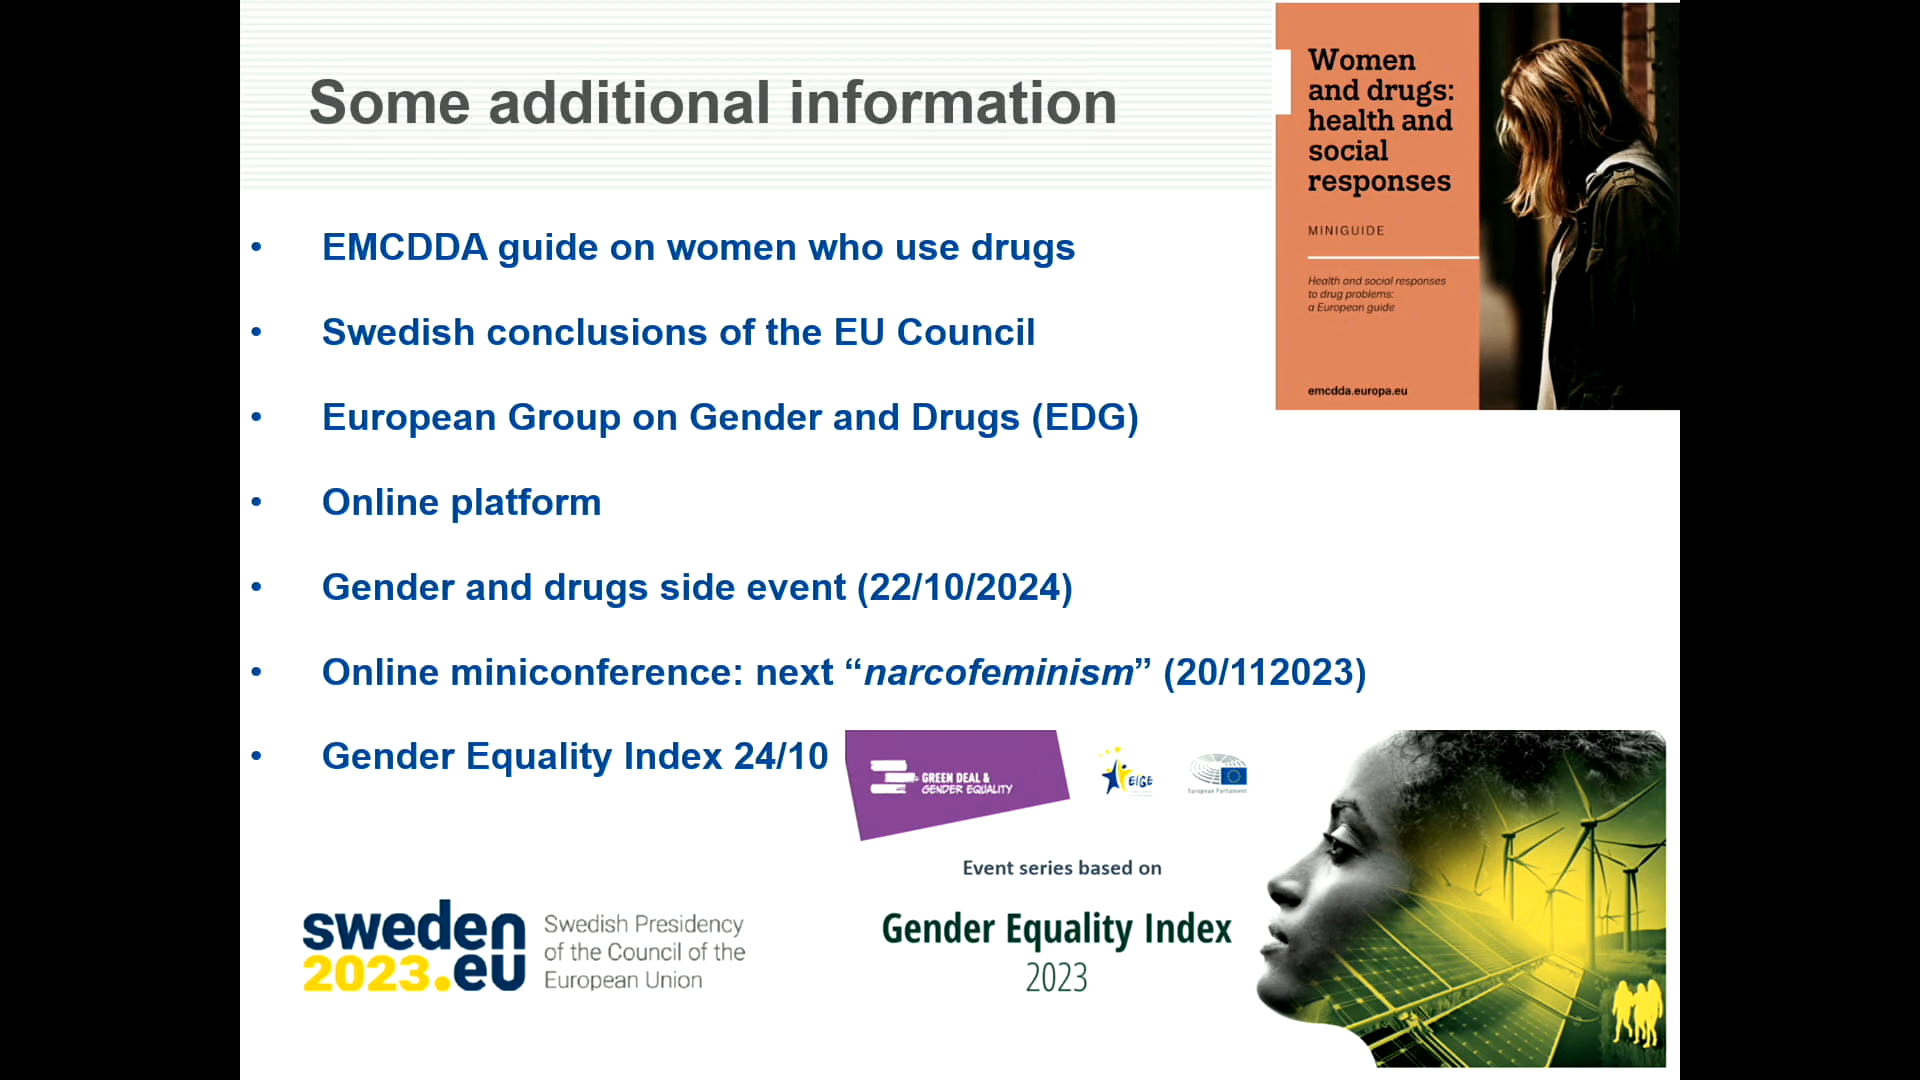 Some additional information
Women
and drugs:
health and
social
responses
MINIGUIDE
Health and social responses
to drug problems:
a European guide
emcdda.europa.eu
• EMCDDA guide on women who use drugs
• Swedish conclusions of the EU Council
• European Group on Gender and Drugs (EDG)
• Online platform
• Gender and drugs side event (22/10/2024)
• Online miniconference: next “narcofeminism” (20/112023)
• Gender Equality Index 24/10
GREEN DEAL &
GENDER EQUALITY
EIGE
European Parliament
Event series based on
Gender Equality Index
2023
sweden
2023.eu
Swedish Presidency
of the Council of the
European Union